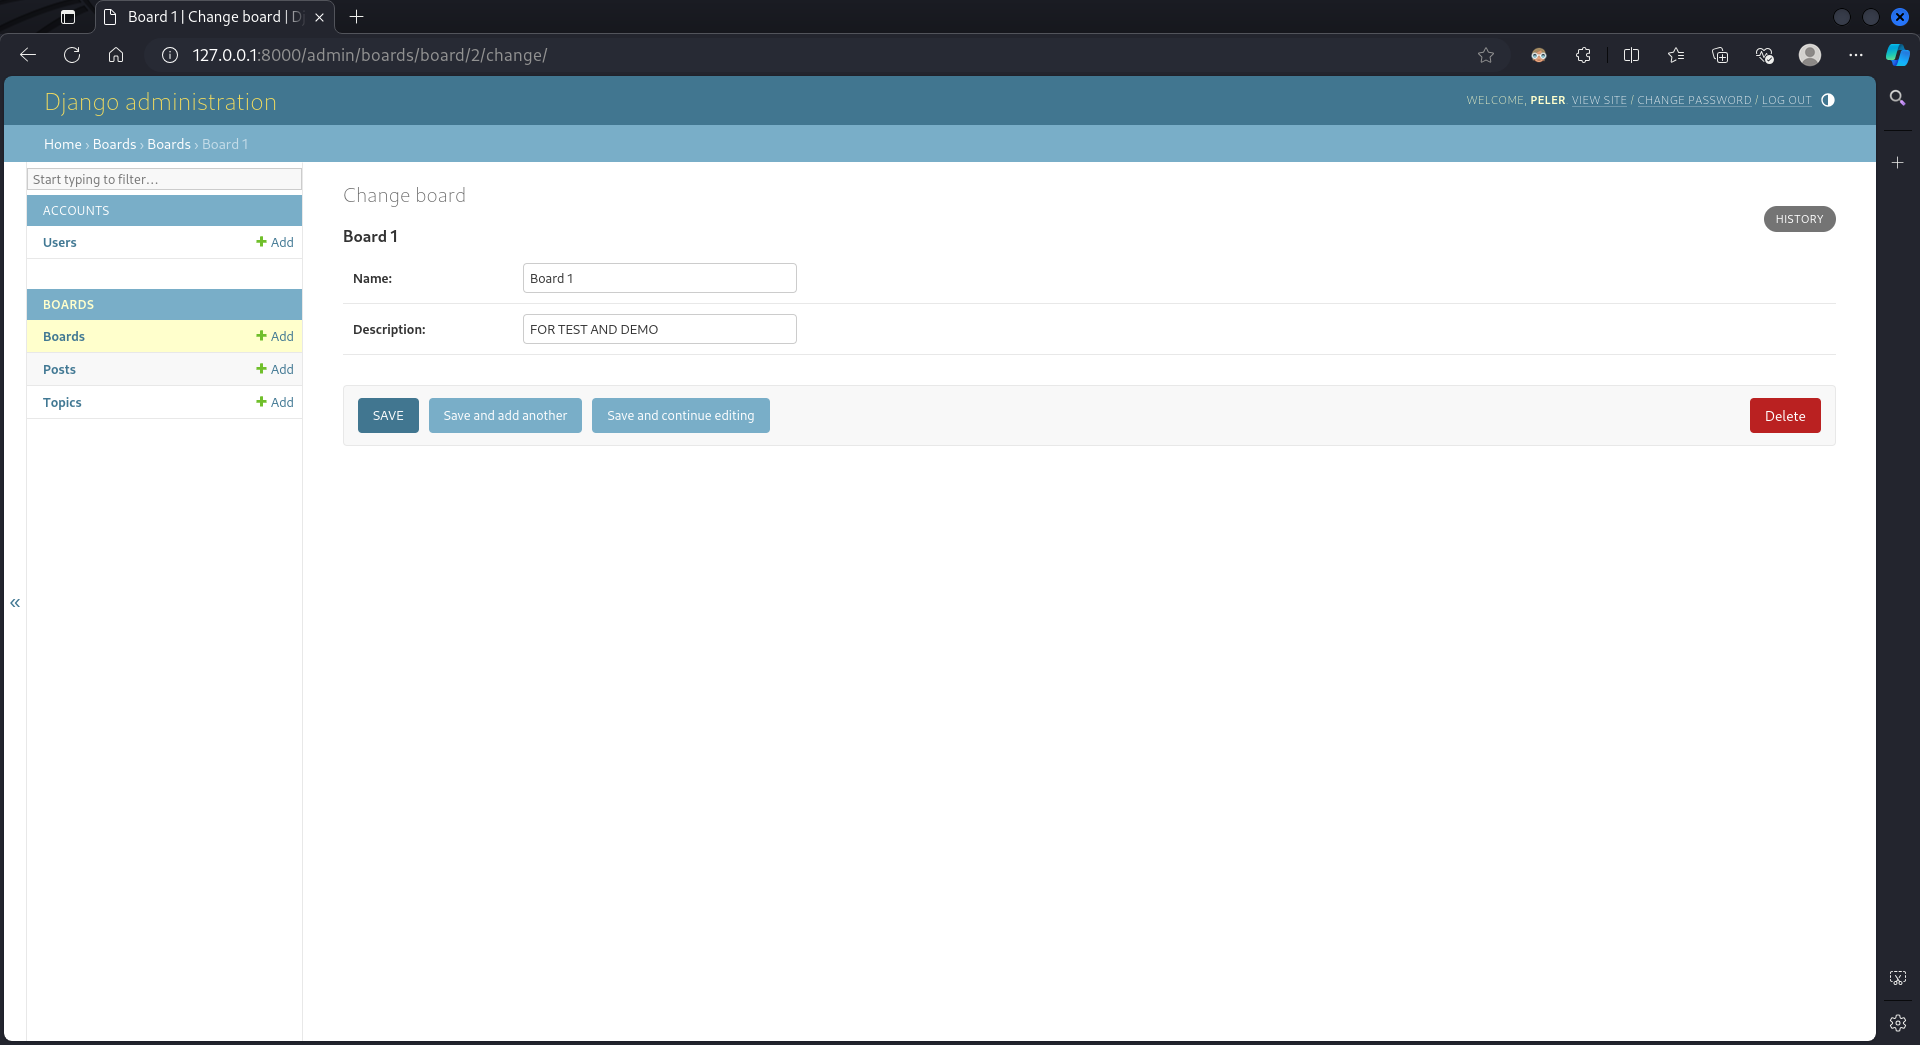 Board 1 | Change board | Dj
127.0.0.1:8000/admin/boards/board/2/change/
Django administration
WELCOME, PELER VIEW SITE / CHANGE PASSWORD / LOG OUT
Home › Boards › Boards › Board 1
Start typing to filter...
ACCOUNTS
Users Add
BOARDS
Boards Add
Posts Add
Topics Add
«
Change board
HISTORY
Board 1
Name: Board 1
Description: FOR TEST AND DEMO
SAVE Save and add another Save and continue editing Delete